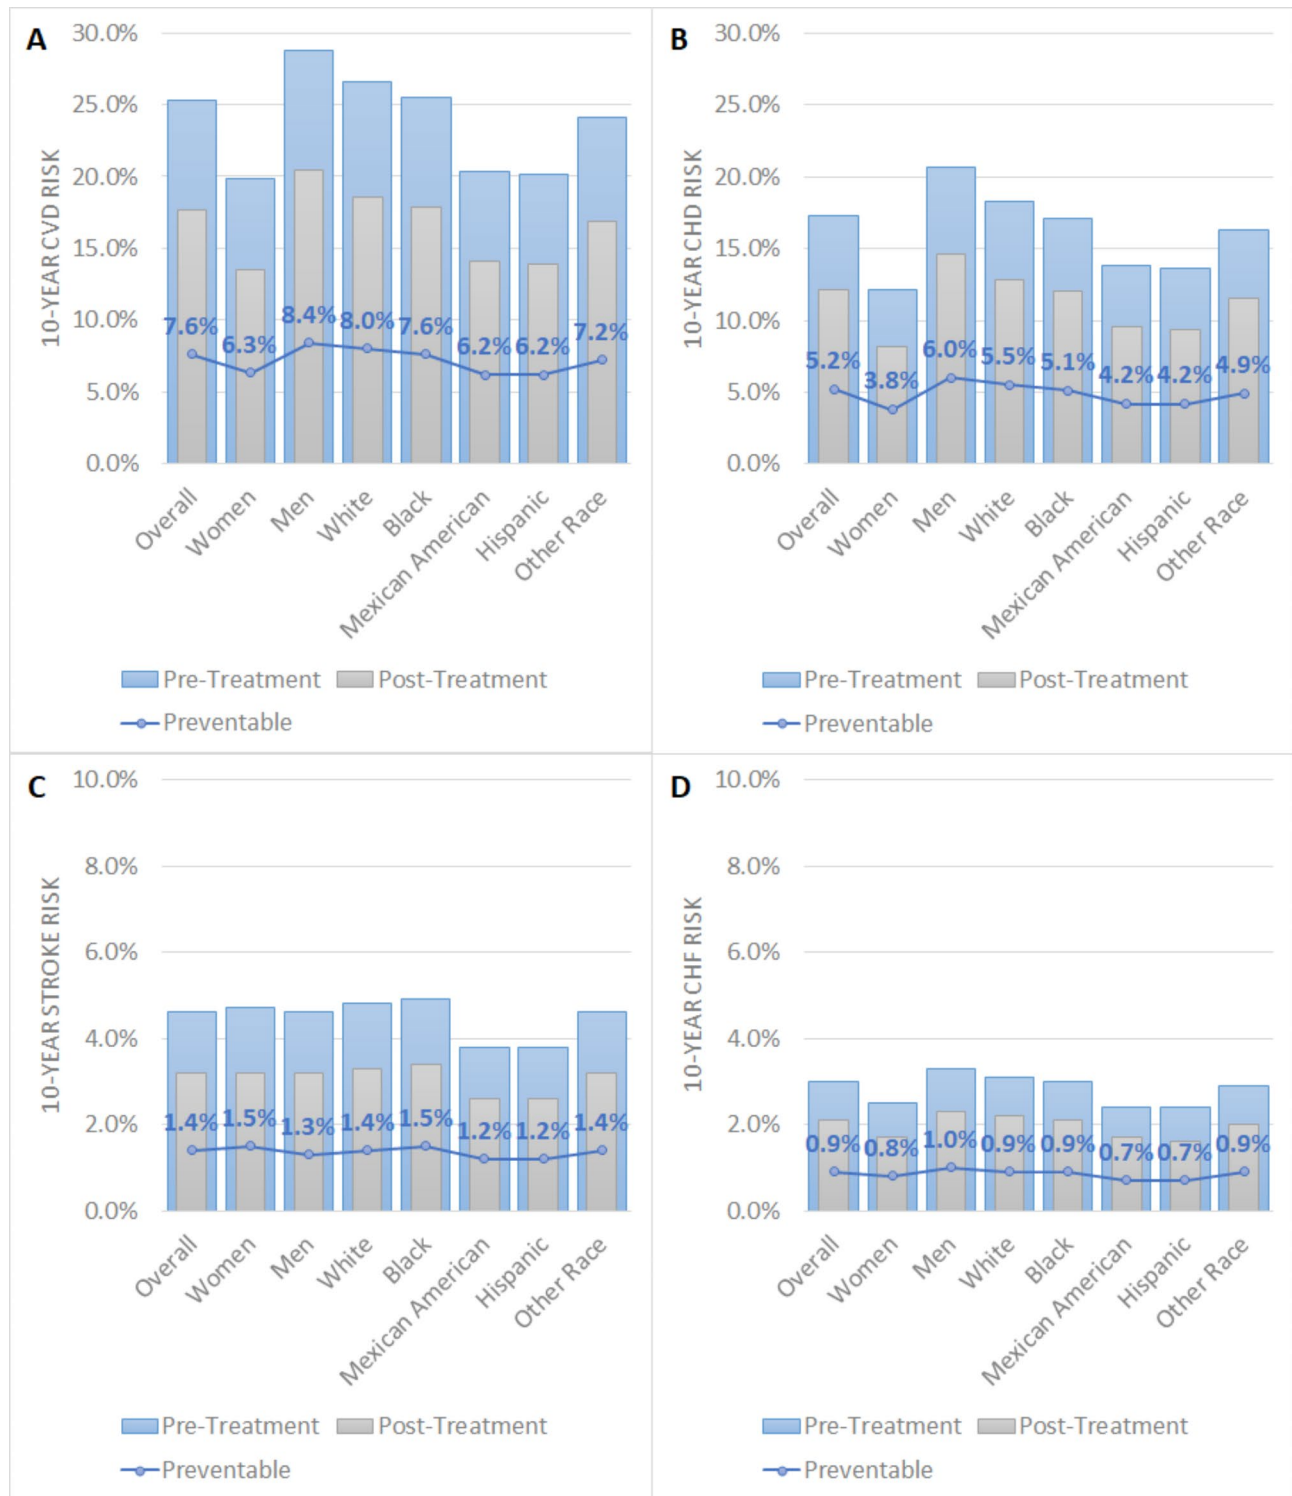 A
10-YEAR CVD RISK
30.0%
25.0%
20.0%
15.0%
10.0%
5.0%
0.0%
7.6%
6.3%
8.4%
8.0%
7.6%
6.2%
6.2%
7.2%
Overall
Women
Men
White
Black
Mexican American
Hispanic
Other Race
Pre-Treatment
Post-Treatment
Preventable
B
10-YEAR CHD RISK
30.0%
25.0%
20.0%
15.0%
10.0%
5.0%
0.0%
5.2%
3.8%
6.0%
5.5%
5.1%
4.2%
4.2%
4.9%
Overall
Women
Men
White
Black
Mexican American
Hispanic
Other Race
Pre-Treatment
Post-Treatment
Preventable
C
10-YEAR STROKE RISK
10.0%
8.0%
6.0%
4.0%
2.0%
0.0%
1.4%
1.5%
1.3%
1.4%
1.5%
1.2%
1.2%
1.4%
Overall
Women
Men
White
Black
Mexican American
Hispanic
Other Race
Pre-Treatment
Post-Treatment
Preventable
D
10-YEAR CHF RISK
10.0%
8.0%
6.0%
4.0%
2.0%
0.0%
0.9%
0.8%
1.0%
0.9%
0.9%
0.7%
0.7%
0.9%
Overall
Women
Men
White
Black
Mexican American
Hispanic
Other Race
Pre-Treatment
Post-Treatment
Preventable